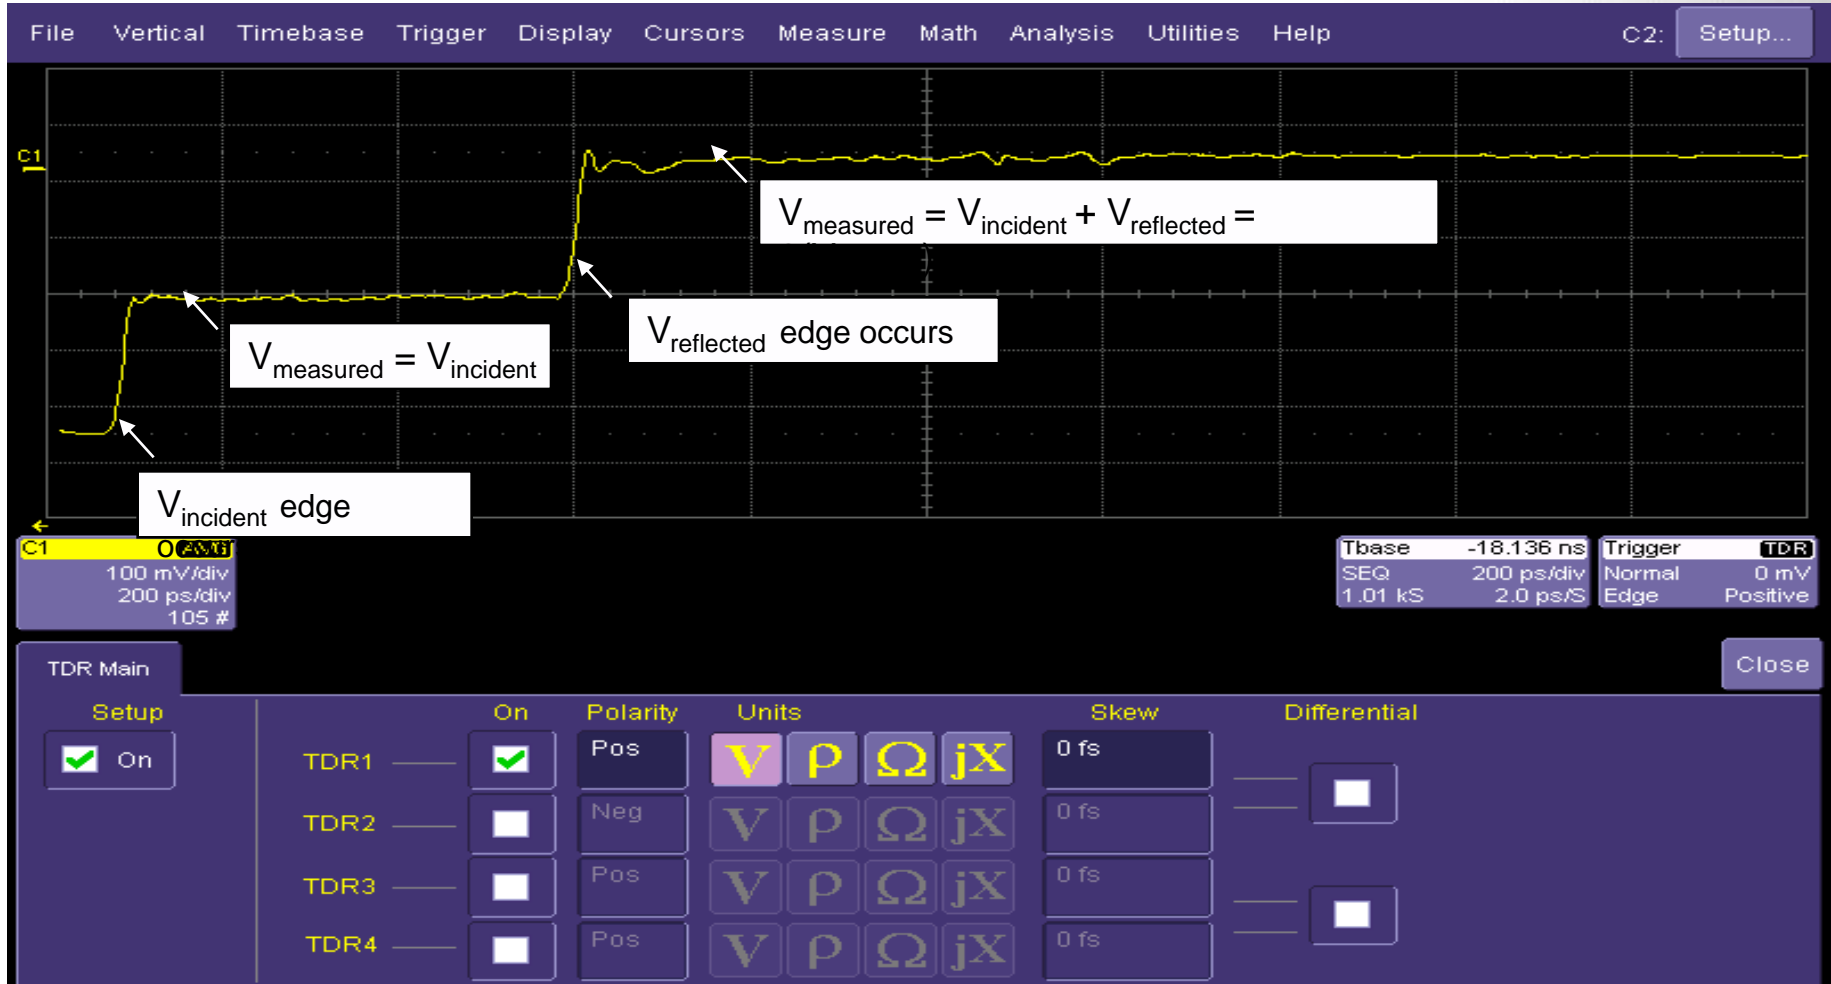 File Vertical Timebase Trigger Display Cursors Measure Math Analysis Utilities Help C2: Setup...
C1
Vmeasured = Vincident + Vreflected =
Vreflected edge occurs
Vmeasured = Vincident
Vincident edge
C1
100 mV/div
200 ps/div
105 #
Tbase -18.136 ns
SEQ 200 ps/div
1.01 kS 2.0 ps/S
Trigger TDR
Normal 0 mV
Edge Positive
TDR Main Close
Setup On Polarity Units Skew Differential
On
TDR1 Pos V ρ Ω jX 0 fs
TDR2 Neg V ρ Ω jX 0 fs
TDR3 Pos V ρ Ω jX 0 fs
TDR4 Pos V ρ Ω jX 0 fs